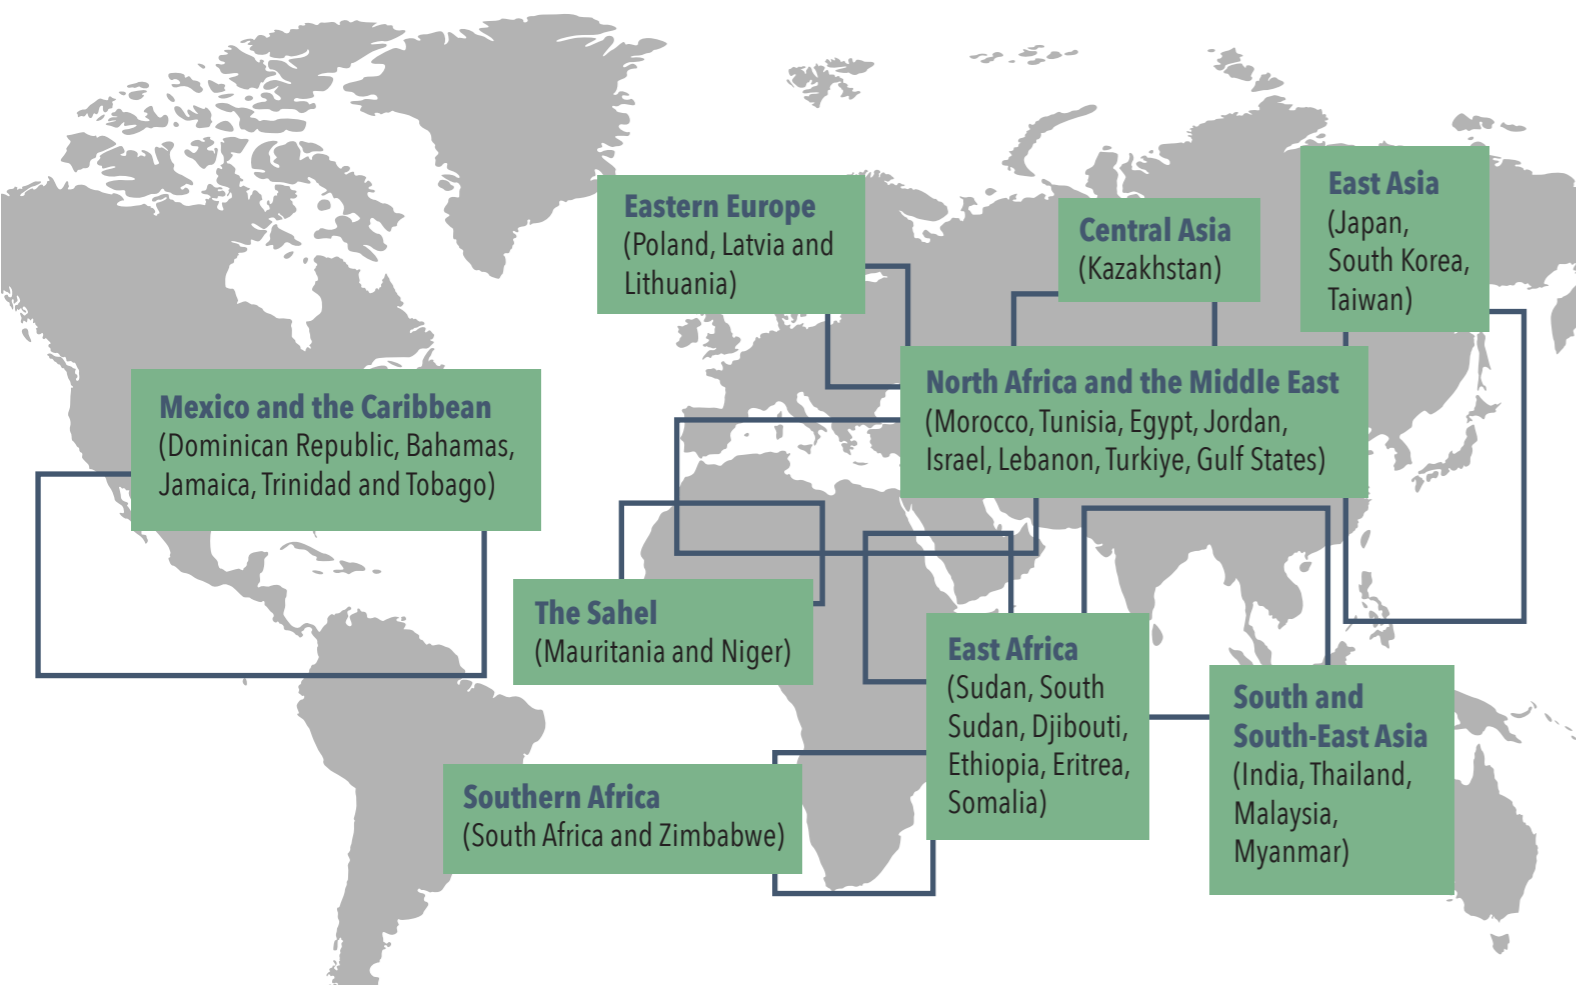 Eastern Europe
(Poland, Latvia and
Lithuania)
Central Asia
(Kazakhstan)
East Asia
(Japan,
South Korea,
Taiwan)
Mexico and the Caribbean
(Dominican Republic, Bahamas,
Jamaica, Trinidad and Tobago)
North Africa and the Middle East
(Morocco, Tunisia, Egypt, Jordan,
Israel, Lebanon, Turkiye, Gulf States)
The Sahel
(Mauritania and Niger)
East Africa
(Sudan, South
Sudan, Djibouti,
Ethiopia, Eritrea,
Somalia)
South and
South-East Asia
(India, Thailand,
Malaysia,
Myanmar)
Southern Africa
(South Africa and Zimbabwe)